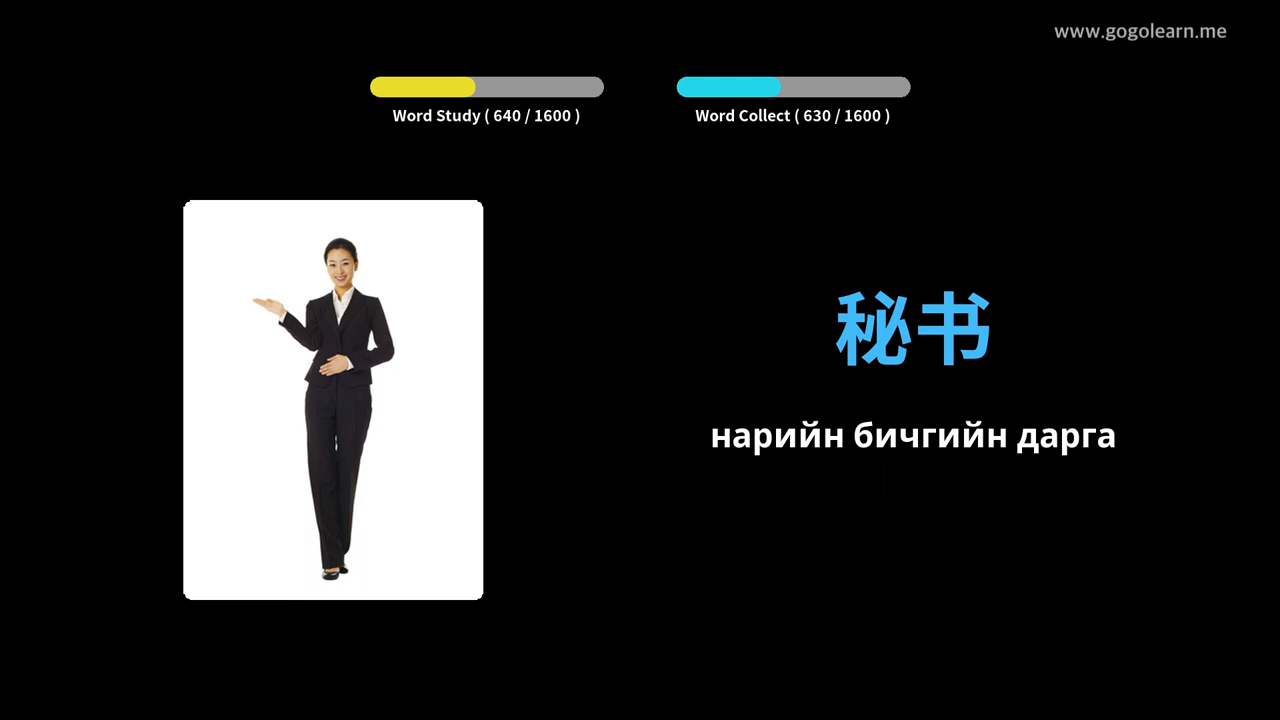 www.gogolearn.me
Word Study ( 640 / 1600 )
Word Collect ( 630 / 1600 )
秘书
нарийн бичгийн дарга